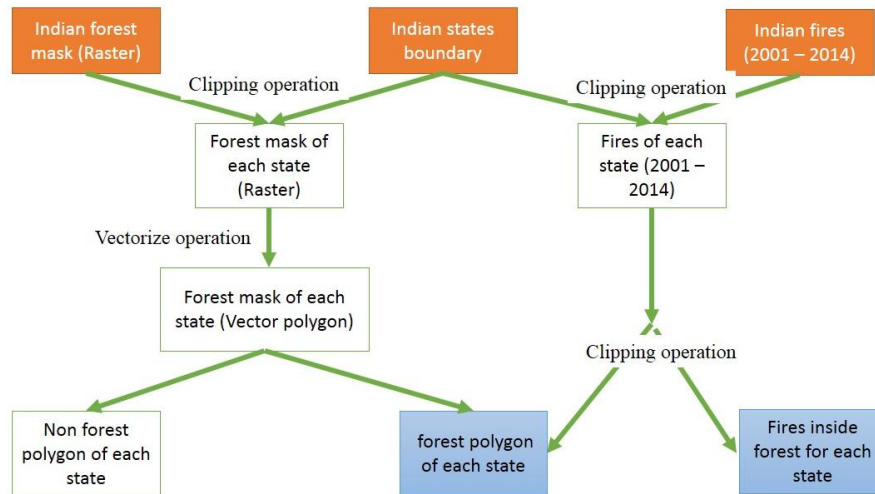 Indian forest
mask (Raster)
Indian states
boundary
Indian fires
(2001 – 2014)
Clipping operation
Clipping operation
Forest mask of
each state
(Raster)
Fires of each
state (2001 –
2014)
Vectorize operation
Forest mask of each
state (Vector polygon)
Clipping operation
Non forest
polygon of each
state
forest polygon
of each state
Fires inside
forest for each
state